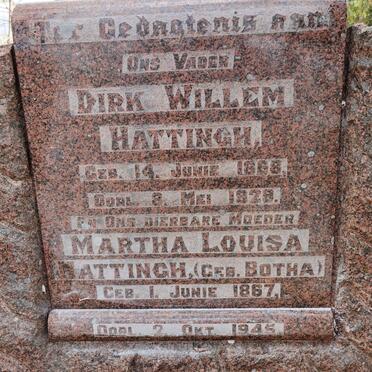 Ter Gedagtenis aan
Ons Vader
Dirk Willem
Hattingh,
Geb. 14. Junie 1868.
Oorl. 8. Mei 1928.
En Ons Dierbare Moeder
Martha Louisa
Hattingh, (Geb. Botha)
Geb. 1. Junie 1867,
Oorl. 2. Okt. 1945.